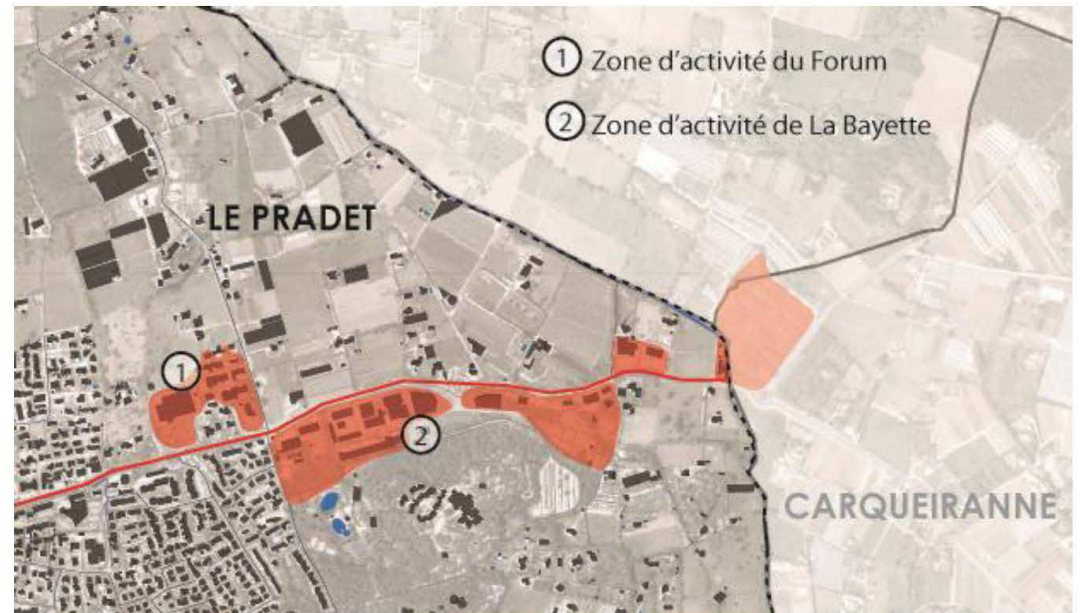 1 Zone d'activité du Forum
2 Zone d'activité de La Bayette
LE PRADET
1
2
CARQUEIRANNE